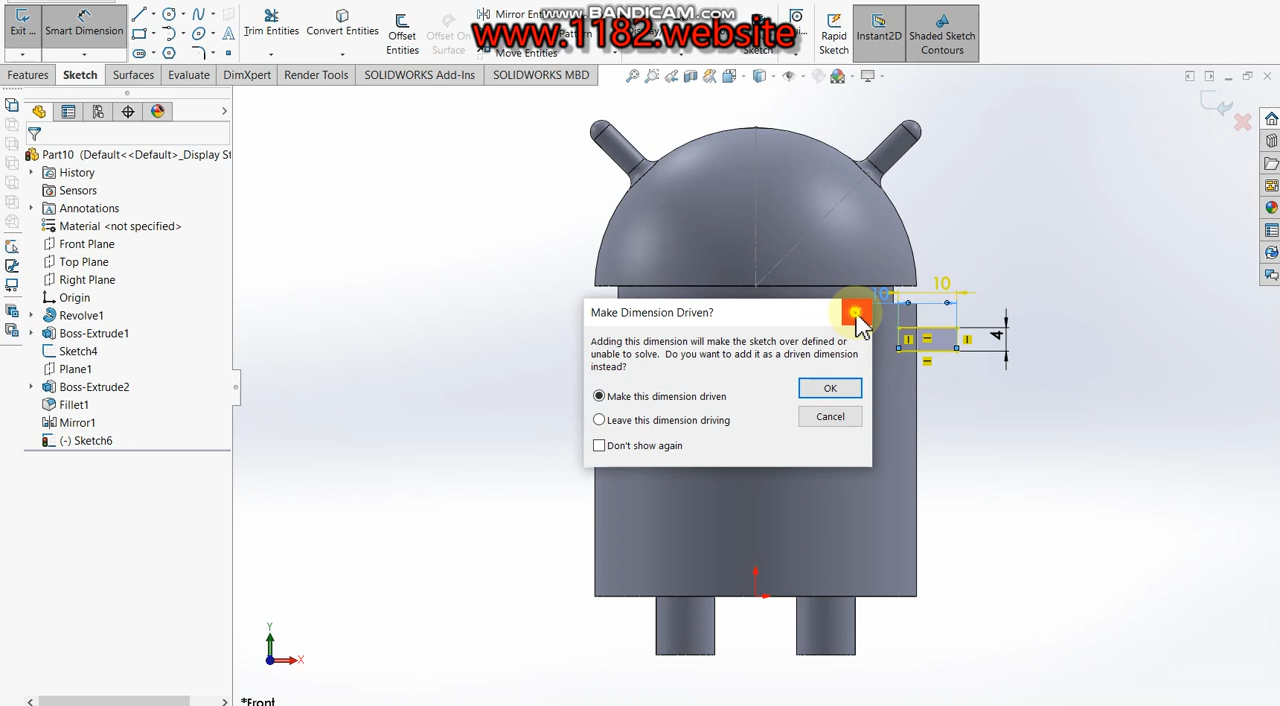 www.BANDICAM.com
www.1182.website
Exit ...
Smart Dimension
Trim Entities
Convert Entities
Offset Entities
Offset On Surface
Mirror Enti
Pattern
Move Entities
Sketch
Rapid Sketch
Instant2D
Shaded Sketch Contours
Features
Sketch
Surfaces
Evaluate
DimXpert
Render Tools
SOLIDWORKS Add-Ins
SOLIDWORKS MBD
Part10 (Default<<Default>_Display St
History
Sensors
Annotations
Material <not specified>
Front Plane
Top Plane
Right Plane
Origin
Revolve1
Boss-Extrude1
Sketch4
Plane1
Boss-Extrude2
Fillet1
Mirror1
(-) Sketch6
10
10
4
Make Dimension Driven?
Adding this dimension will make the sketch over defined or
unable to solve. Do you want to add it as a driven dimension
instead?
Make this dimension driven
Leave this dimension driving
Don't show again
OK
Cancel
Y
X
*Front